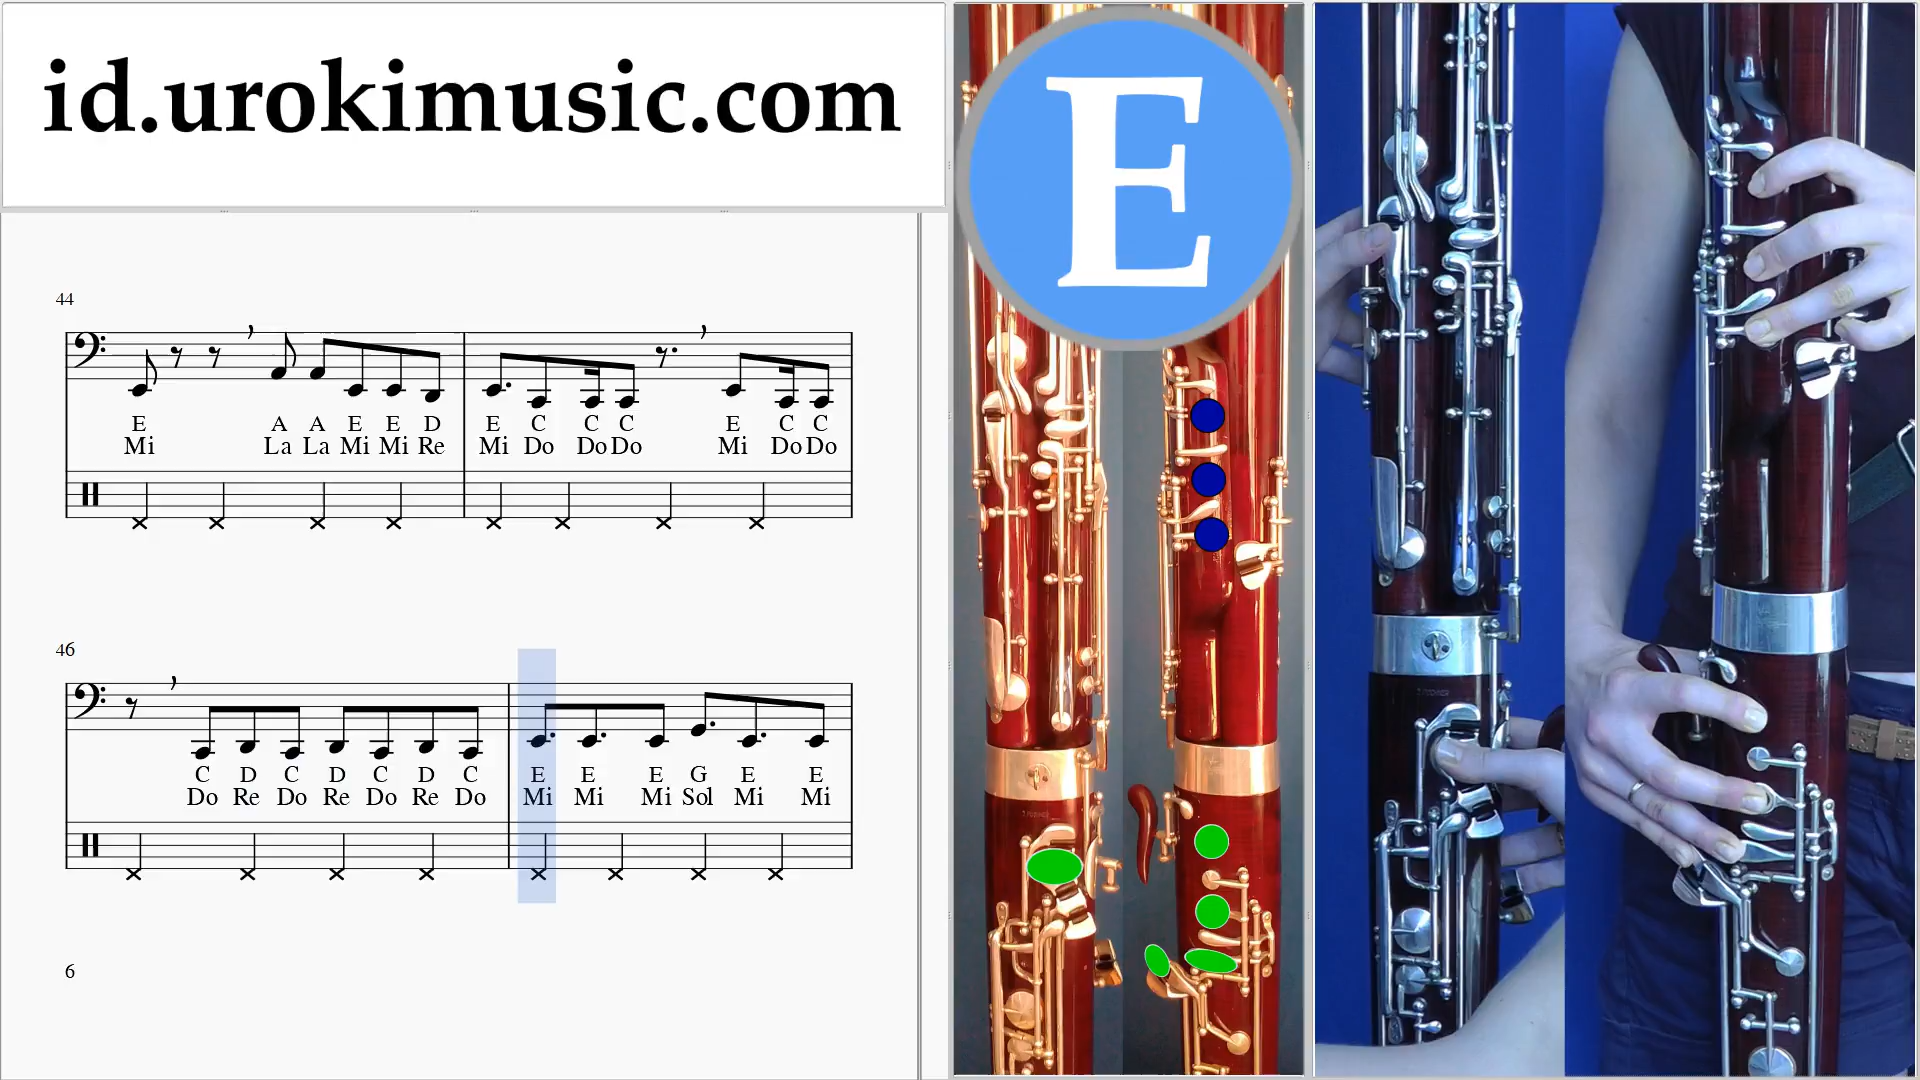 id.urokimusic.com
E
44
E A A E E D E C C C E C C
Mi La La Mi Mi Re Mi Do Do Do Mi Do Do
46
C D C D C D C E E E G E E
Do Re Do Re Do Re Do Mi Mi Mi Sol Mi Mi
6